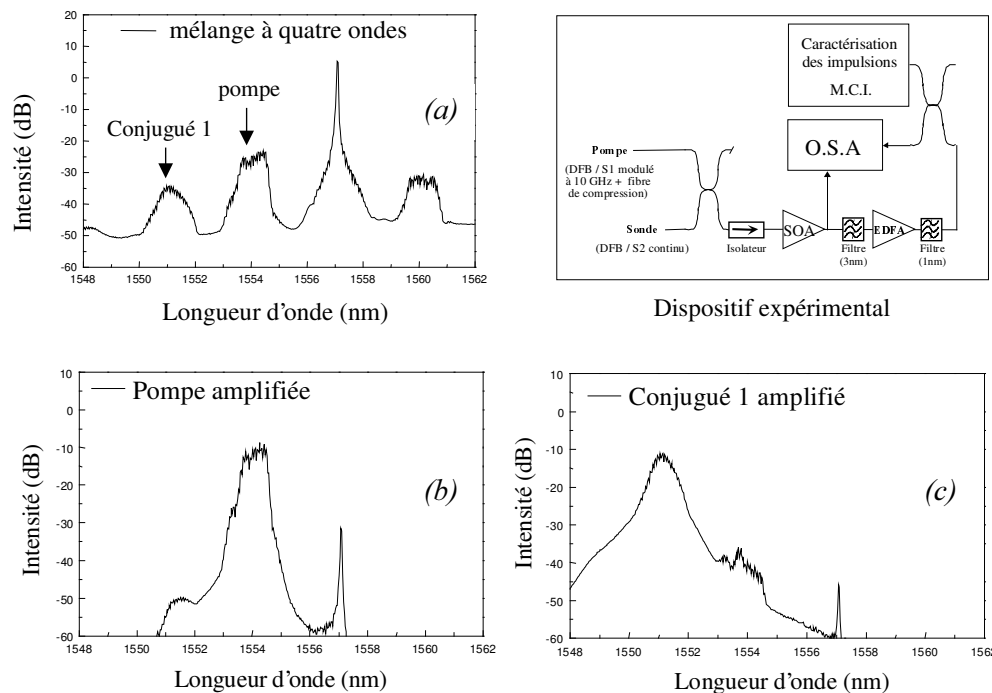 mélange à quatre ondes
pompe
Conjugué 1
(a)
Intensité (dB)
20
10
0
-10
-20
-30
-40
-50
-60
1548 1550 1552 1554 1556 1558 1560 1562
Longueur d'onde (nm)
Caractérisation
des impulsions
M.C.I.
O.S.A
Pompe
(DFB / S1 modulé
à 10 GHz + fibre
de compression)
Sonde
(DFB / S2 continu)
Isolateur
SOA
Filtre
(3nm)
EDFA
Filtre
(1nm)
Dispositif expérimental
Pompe amplifiée
(b)
Intensité (dB)
10
0
-10
-20
-30
-40
-50
-60
1548 1550 1552 1554 1556 1558 1560 1562
Longueur d'onde (nm)
Conjugué 1 amplifié
(c)
Intensité (dB)
10
0
-10
-20
-30
-40
-50
-60
1548 1550 1552 1554 1556 1558 1560 1562
Longueur d'onde (nm)